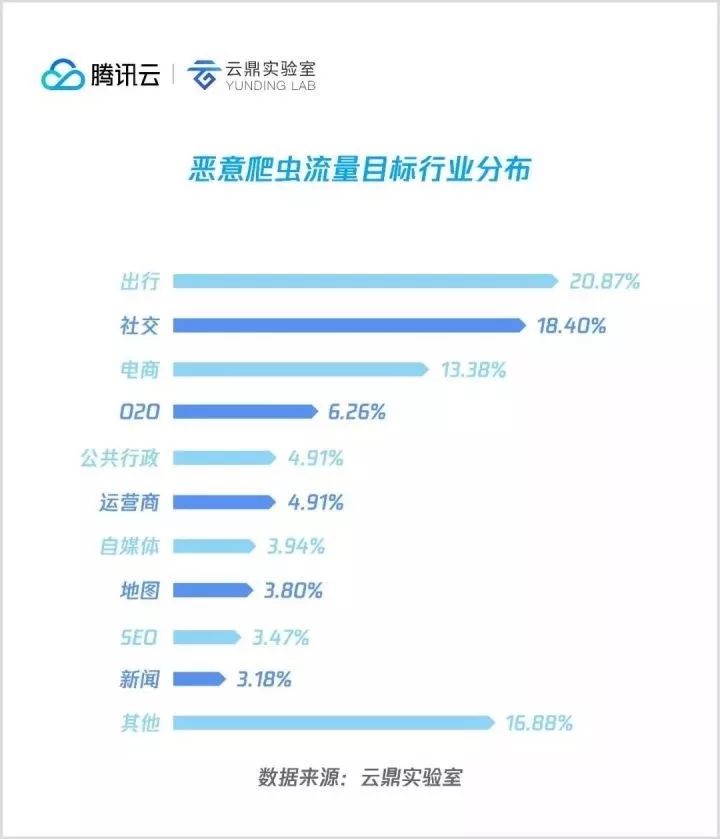 腾讯云 | 云鼎实验室
YUNDING LAB
恶意爬虫流量目标行业分布
出行 20.87%
社交 18.40%
电商 13.38%
O2O 6.26%
公共行政 4.91%
运营商 4.91%
自媒体 3.94%
地图 3.80%
SEO 3.47%
新闻 3.18%
其他 16.88%
数据来源：云鼎实验室